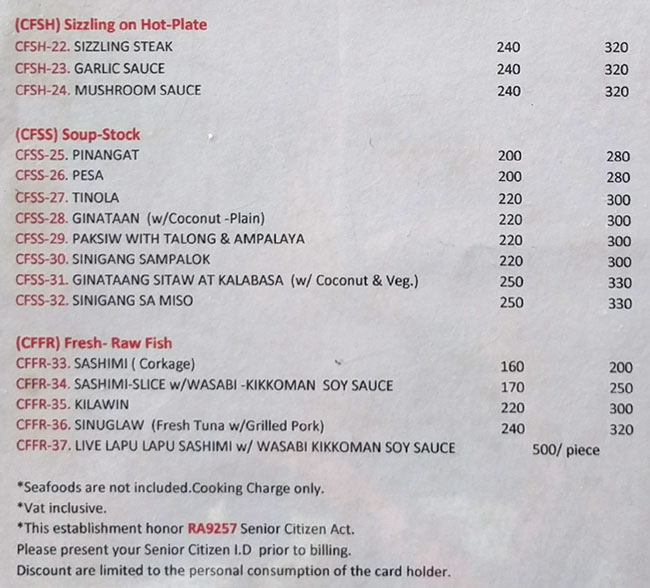 (CFSH) Sizzling on Hot-Plate
CFSH-22. SIZZLING STEAK 240 320
CFSH-23. GARLIC SAUCE 240 320
CFSH-24. MUSHROOM SAUCE 240 320
(CFSS) Soup-Stock
CFSS-25. PINANGAT 200 280
CFSS-26. PESA 200 280
CFSS-27. TINOLA 220 300
CFSS-28. GINATAAN (w/Coconut -Plain) 220 300
CFSS-29. PAKSIW WITH TALONG & AMPALAYA 220 300
CFSS-30. SINIGANG SAMPALOK 220 300
CFSS-31. GINATAANG SITAW AT KALABASA (w/ Coconut & Veg.) 250 330
CFSS-32. SINIGANG SA MISO 250 330
(CFFR) Fresh- Raw Fish
CFFR-33. SASHIMI ( Corkage) 160 200
CFFR-34. SASHIMI-SLICE w/WASABI -KIKKOMAN SOY SAUCE 170 250
CFFR-35. KILAWIN 220 300
CFFR-36. SINUGLAW (Fresh Tuna w/Grilled Pork) 240 320
CFFR-37. LIVE LAPU LAPU SASHIMI w/ WASABI KIKKOMAN SOY SAUCE 500/ piece
*Seafoods are not included.Cooking Charge only.
*Vat inclusive.
*This establishment honor RA9257 Senior Citizen Act.
Please present your Senior Citizen I.D prior to billing.
Discount are limited to the personal consumption of the card holder.